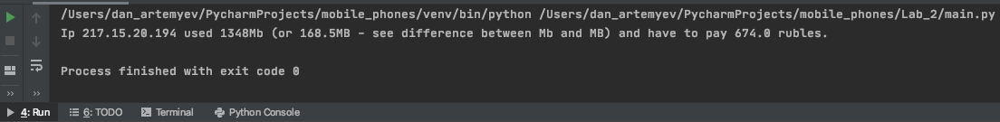 /Users/dan_artemyev/PycharmProjects/mobile_phones/venv/bin/python /Users/dan_artemyev/PycharmProjects/mobile_phones/Lab_2/main.py
Ip 217.15.20.194 used 1348Mb (or 168.5MB - see difference between Mb and MB) and have to pay 674.0 rubles.
Process finished with exit code 0
4: Run 6: TODO Terminal Python Console